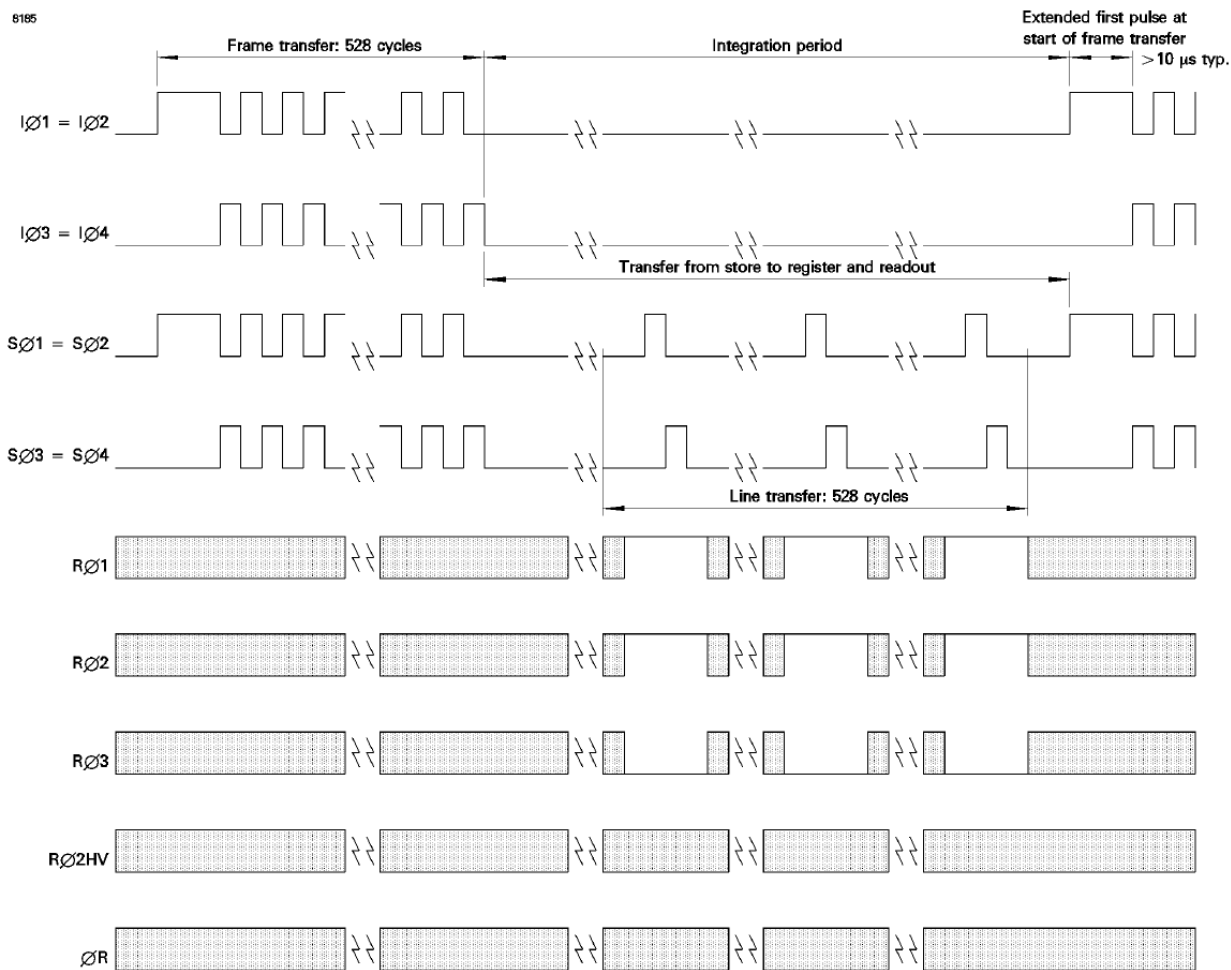 8185
Extended first pulse at
start of frame transfer
Frame transfer: 528 cycles
Integration period
>10 µs typ.
IØ1 = IØ2
IØ3 = IØ4
Transfer from store to register and readout
SØ1 = SØ2
SØ3 = SØ4
Line transfer: 528 cycles
RØ1
RØ2
RØ3
RØ2HV
ØR